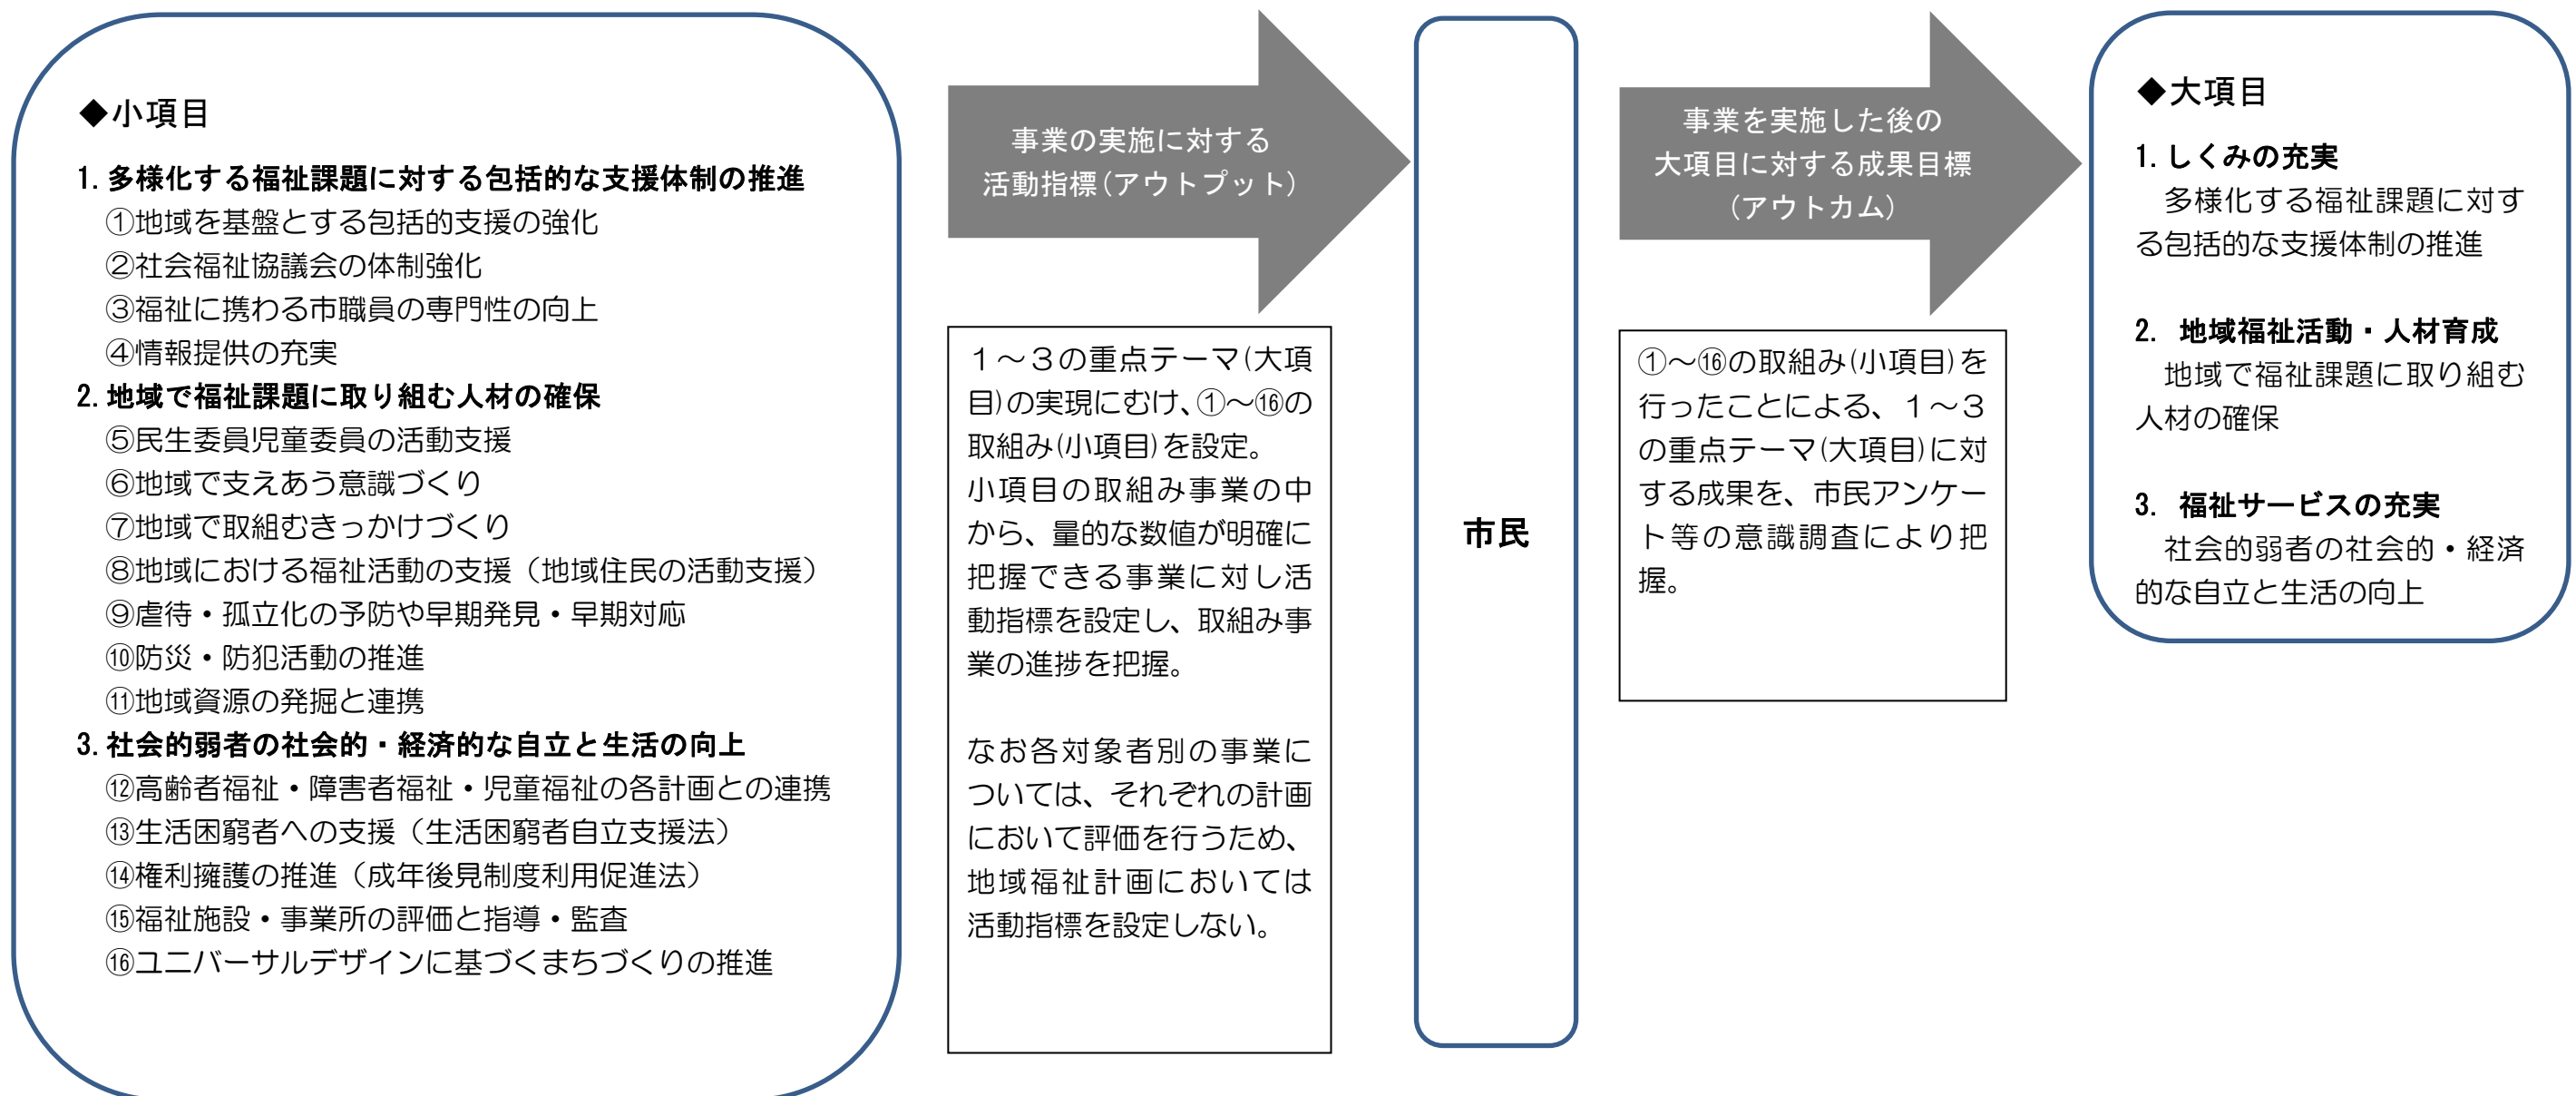 ◆小項目
1.多様化する福祉課題に対する包括的な支援体制の推進
①地域を基盤とする包括的支援の強化
②社会福祉協議会の体制強化
③福祉に携わる市職員の専門性の向上
④情報提供の充実
2.地域で福祉課題に取り組む人材の確保
⑤民生委員児童委員の活動支援
⑥地域で支えあう意識づくり
⑦地域で取組むきっかけづくり
⑧地域における福祉活動の支援（地域住民の活動支援）
⑨虐待・孤立化の予防や早期発見・早期対応
⑩防災・防犯活動の推進
⑪地域資源の発掘と連携
3.社会的弱者の社会的・経済的な自立と生活の向上
⑫高齢者福祉・障害者福祉・児童福祉の各計画との連携
⑬生活困窮者への支援（生活困窮者自立支援法）
⑭権利擁護の推進（成年後見制度利用促進法）
⑮福祉施設・事業所の評価と指導・監査
⑯ユニバーサルデザインに基づくまちづくりの推進
事業の実施に対する
活動指標(アウトプット)
１～３の重点テーマ(大項
目)の実現にむけ、①～⑯の
取組み(小項目)を設定。
小項目の取組み事業の中
から、量的な数値が明確に
把握できる事業に対し活
動指標を設定し、取組み事
業の進捗を把握。
なお各対象者別の事業に
ついては、それぞれの計画
において評価を行うため、
地域福祉計画においては
活動指標を設定しない。
市民
事業を実施した後の
大項目に対する成果目標
(アウトカム)
①～⑯の取組み(小項目)を
行ったことによる、１～３
の重点テーマ(大項目)に対
する成果を、市民アンケー
ト等の意識調査により把
握。
◆大項目
1.しくみの充実
多様化する福祉課題に対す
る包括的な支援体制の推進
2. 地域福祉活動・人材育成
地域で福祉課題に取り組む
人材の確保
3. 福祉サービスの充実
社会的弱者の社会的・経済
的な自立と生活の向上